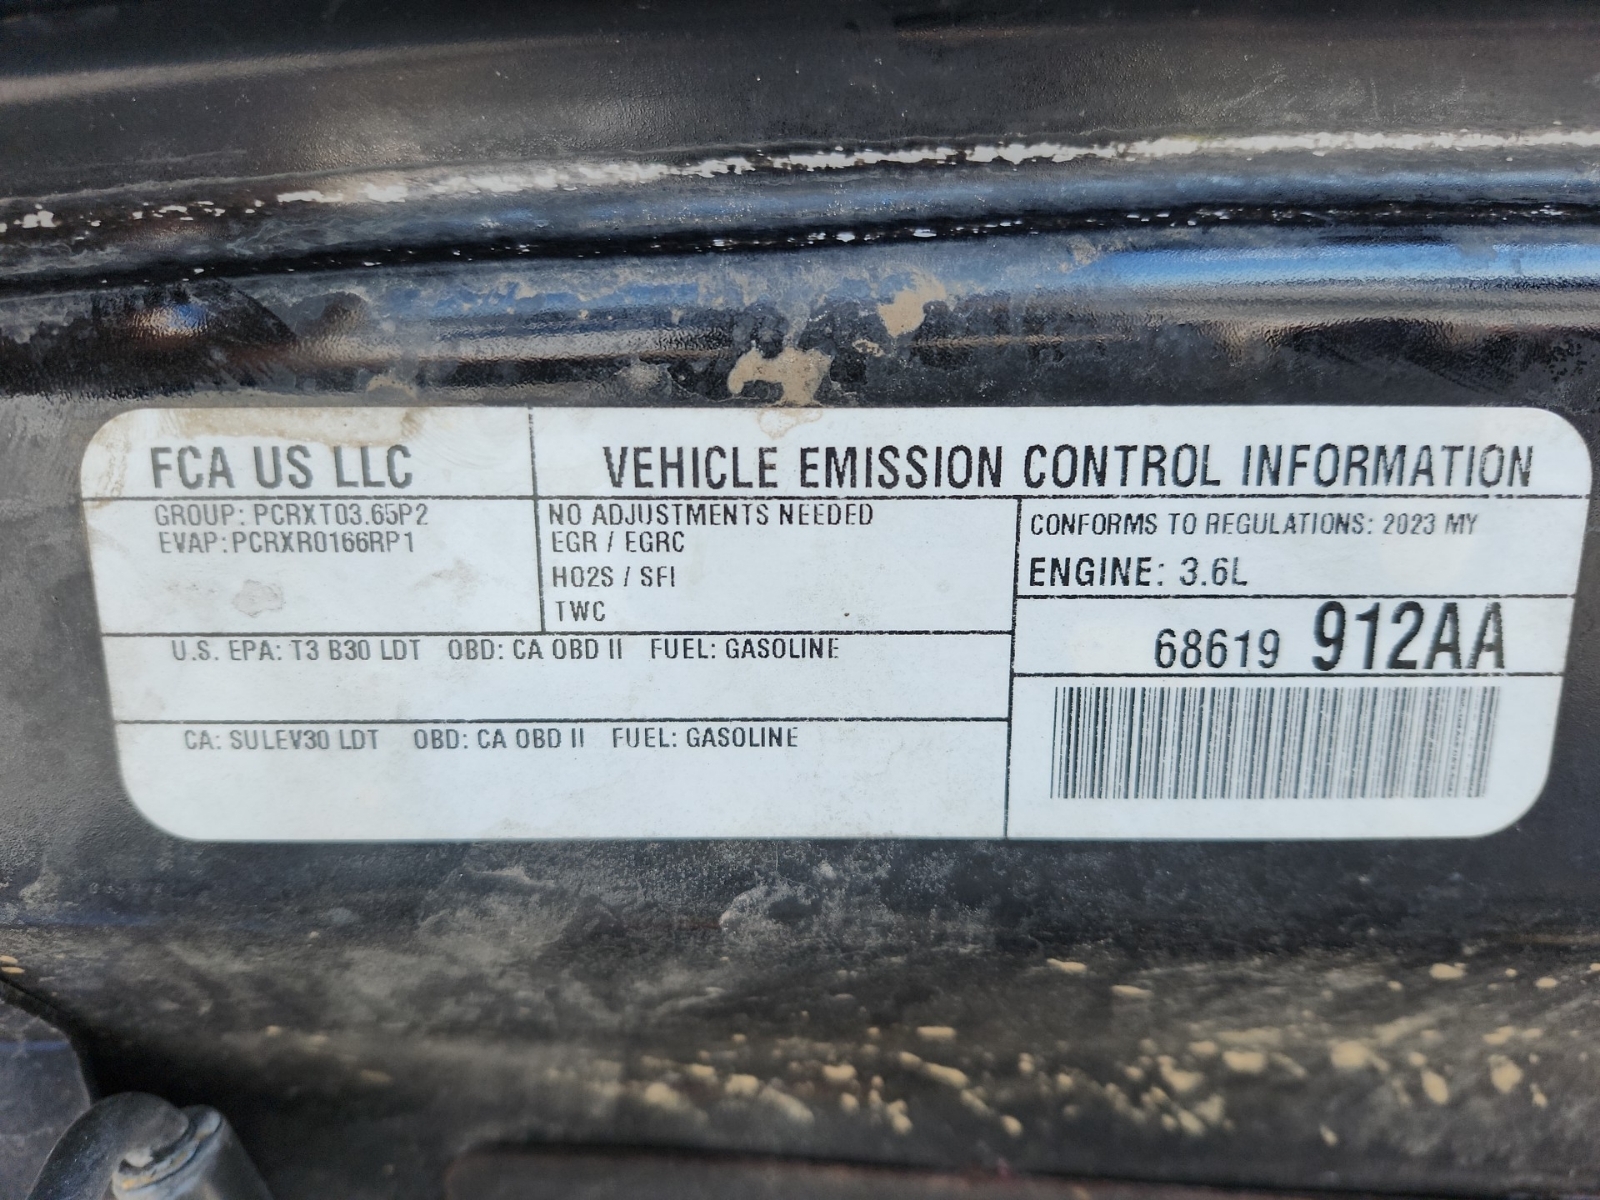 FCA US LLC
VEHICLE EMISSION CONTROL INFORMATION
GROUP: PCRXT03.65P2
EVAP:PCRXR0166RP1
NO ADJUSTMENTS NEEDED
EGR / EGRC
HO2S / SFI
TWC
CONFORMS TO REGULATIONS: 2023 MY
ENGINE: 3.6L
68619 912AA
U.S. EPA: T3 B30 LDT OBD: CA OBD II FUEL: GASOLINE
CA: SULEV30 LDT OBD: CA OBD II FUEL: GASOLINE